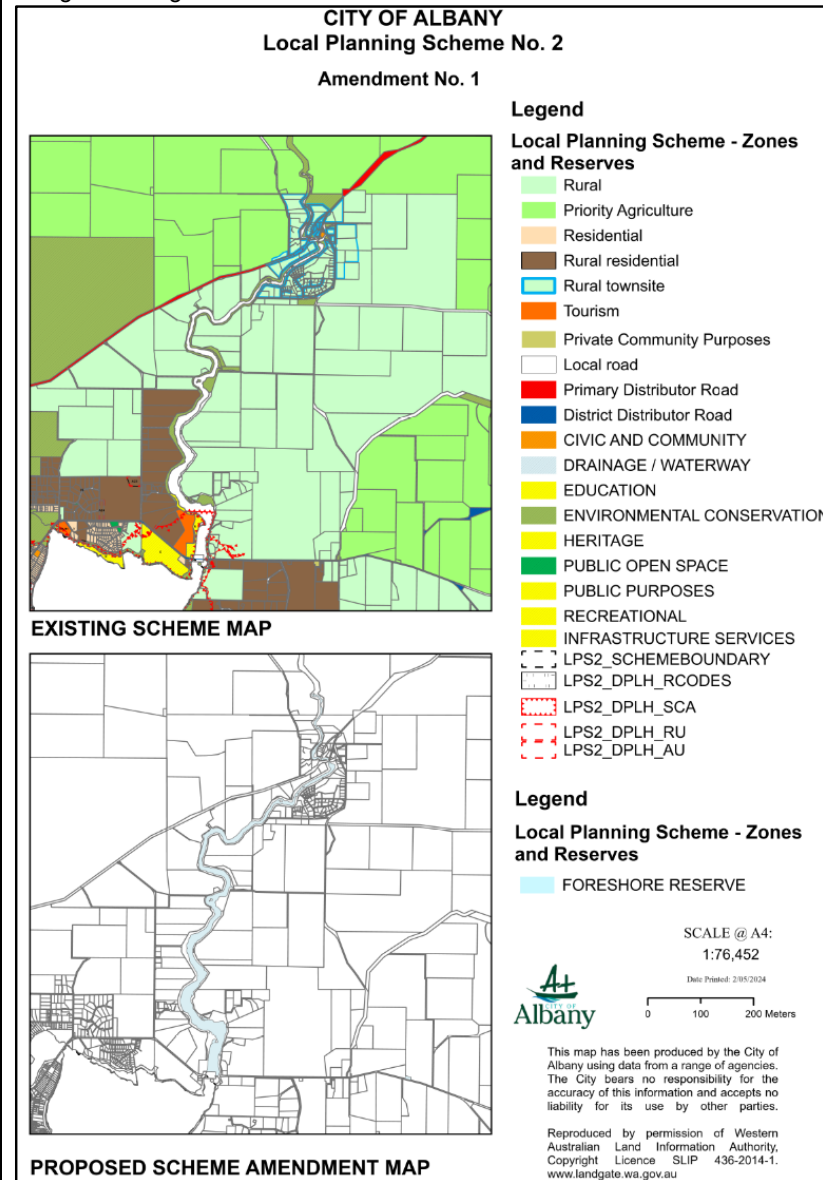 CITY OF ALBANY
Local Planning Scheme No. 2
Amendment No. 1
Legend
Local Planning Scheme - Zones
and Reserves
Rural
Priority Agriculture
Residential
Rural residential
Rural townsite
Tourism
Private Community Purposes
Local road
Primary Distributor Road
District Distributor Road
CIVIC AND COMMUNITY
DRAINAGE / WATERWAY
EDUCATION
ENVIRONMENTAL CONSERVATION
HERITAGE
PUBLIC OPEN SPACE
PUBLIC PURPOSES
RECREATIONAL
INFRASTRUCTURE SERVICES
LPS2_SCHEMEBOUNDARY
LPS2_DPLH_RCODES
LPS2_DPLH_SCA
LPS2_DPLH_RU
LPS2_DPLH_AU
EXISTING SCHEME MAP
Legend
Local Planning Scheme - Zones
and Reserves
FORESHORE RESERVE
SCALE @ A4:
1:76,452
Date Printed: 2/05/2024
CITY OF
Albany
0 100 200 Meters
This map has been produced by the City of
Albany using data from a range of agencies.
The City bears no responsibility for the
accuracy of this information and accepts no
liability for its use by other parties.
Reproduced by permission of Western
Australian Land Information Authority,
Copyright Licence SLIP 436-2014-1.
www.landgate.wa.gov.au
PROPOSED SCHEME AMENDMENT MAP